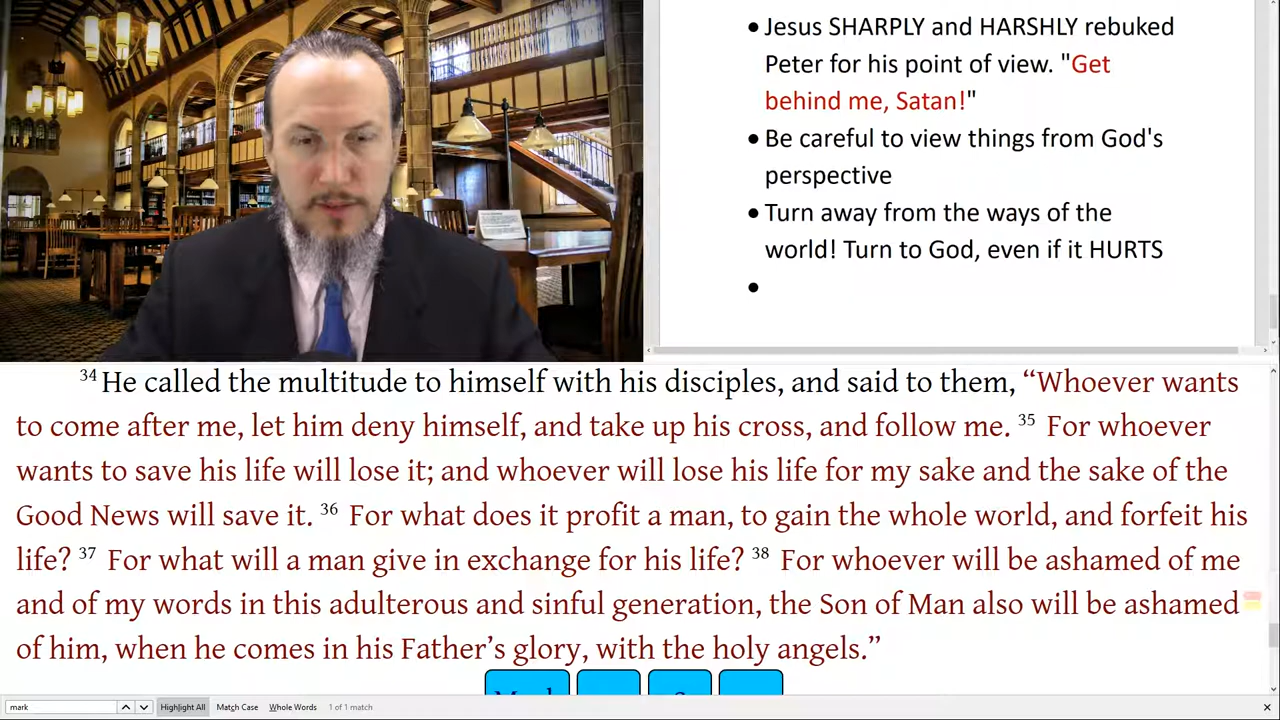 • Jesus SHARPLY and HARSHLY rebuked
Peter for his point of view. "Get
behind me, Satan!"
• Be careful to view things from God's
perspective
• Turn away from the ways of the
world! Turn to God, even if it HURTS
•
34 He called the multitude to himself with his disciples, and said to them, “Whoever wants
to come after me, let him deny himself, and take up his cross, and follow me. 35 For whoever
wants to save his life will lose it; and whoever will lose his life for my sake and the sake of the
Good News will save it. 36 For what does it profit a man, to gain the whole world, and forfeit his
life? 37 For what will a man give in exchange for his life? 38 For whoever will be ashamed of me
and of my words in this adulterous and sinful generation, the Son of Man also will be ashamed
of him, when he comes in his Father’s glory, with the holy angels.”
mark Highlight All Match Case Whole Words 1 of 1 match